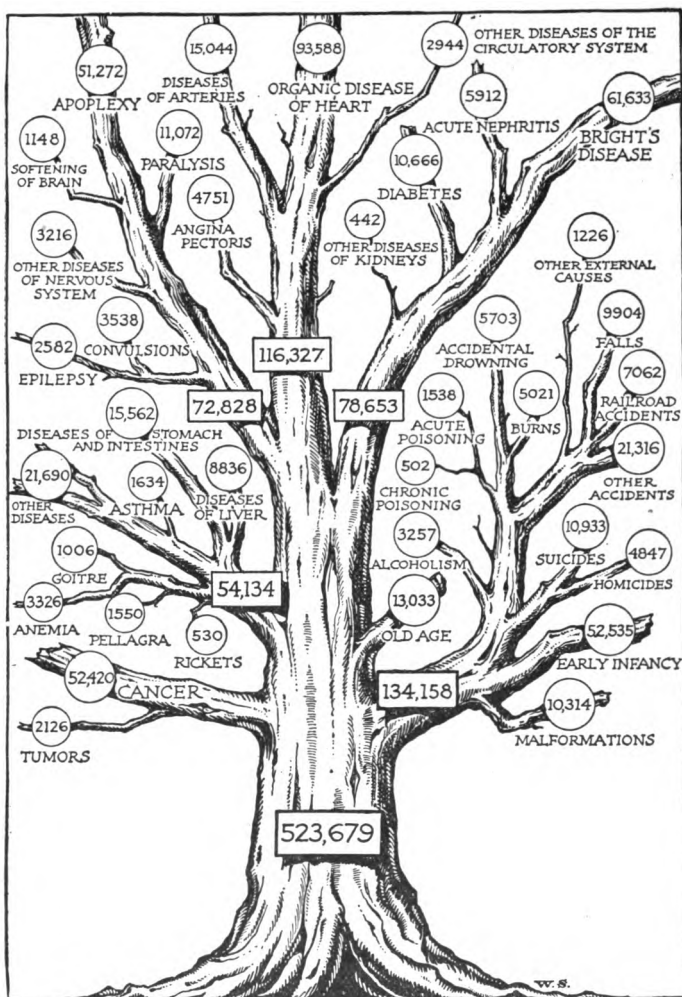 51,272
APOPLEXY
15,044
DISEASES
OF ARTERIES
93,588
ORGANIC DISEASE
OF HEART
2944
OTHER DISEASES OF THE
CIRCULATORY SYSTEM
5912
ACUTE NEPHRITIS
61,633
BRIGHT'S
DISEASE
1148
SOFTENING
OF BRAIN
11,072
PARALYSIS
4751
ANGINA
PECTORIS
442
OTHER DISEASES
OF KIDNEYS
10,666
DIABETES
3216
OTHER DISEASES
OF NERVOUS
SYSTEM
1226
OTHER EXTERNAL
CAUSES
2582
EPILEPSY
3538
CONVULSIONS
116,327
72,828
78,653
5703
ACCIDENTAL
DROWNING
9904
FALLS
7062
RAILROAD
ACCIDENTS
1538
ACUTE
POISONING
5021
BURNS
15,562
DISEASES OF STOMACH
AND INTESTINES
21,316
OTHER
ACCIDENTS
21,690
OTHER
DISEASES
1634
ASTHMA
8836
DISEASES
OF LIVER
502
CHRONIC
POISONING
10,933
SUICIDES
4847
HOMICIDES
1006
GOITRE
54,134
3257
ALCOHOLISM
13,033
OLD AGE
3326
ANEMIA
1550
PELLAGRA
530
RICKETS
52,535
EARLY INFANCY
52,420
CANCER
134,158
10,314
MALFORMATIONS
2126
TUMORS
523,679
W.S.